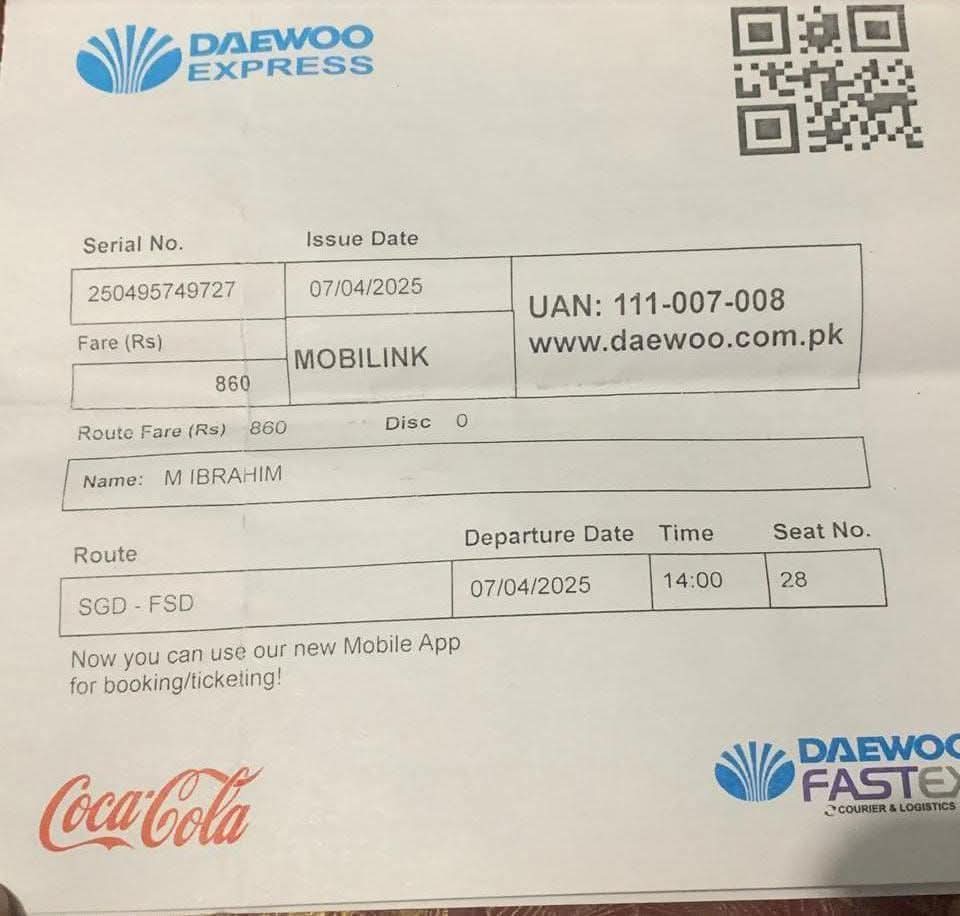 DAEWOO
EXPRESS
Serial No. Issue Date
250495749727 07/04/2025
UAN: 111-007-008
www.daewoo.com.pk
Fare (Rs)
MOBILINK
860
Route Fare (Rs) 860 Disc 0
Name: M IBRAHIM
Route Departure Date Time Seat No.
SGD - FSD 07/04/2025 14:00 28
Now you can use our new Mobile App
for booking/ticketing!
Coca-Cola
DAEWOO
FASTEX
COURIER & LOGISTICS